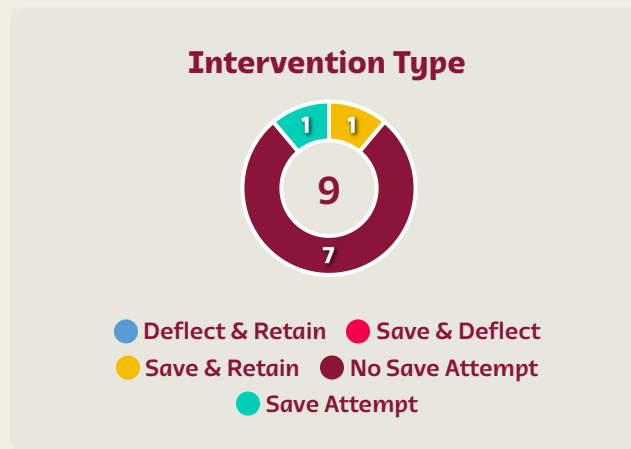 Intervention Type
1 1
9
7
Deflect & Retain Save & Deflect
Save & Retain No Save Attempt
Save Attempt